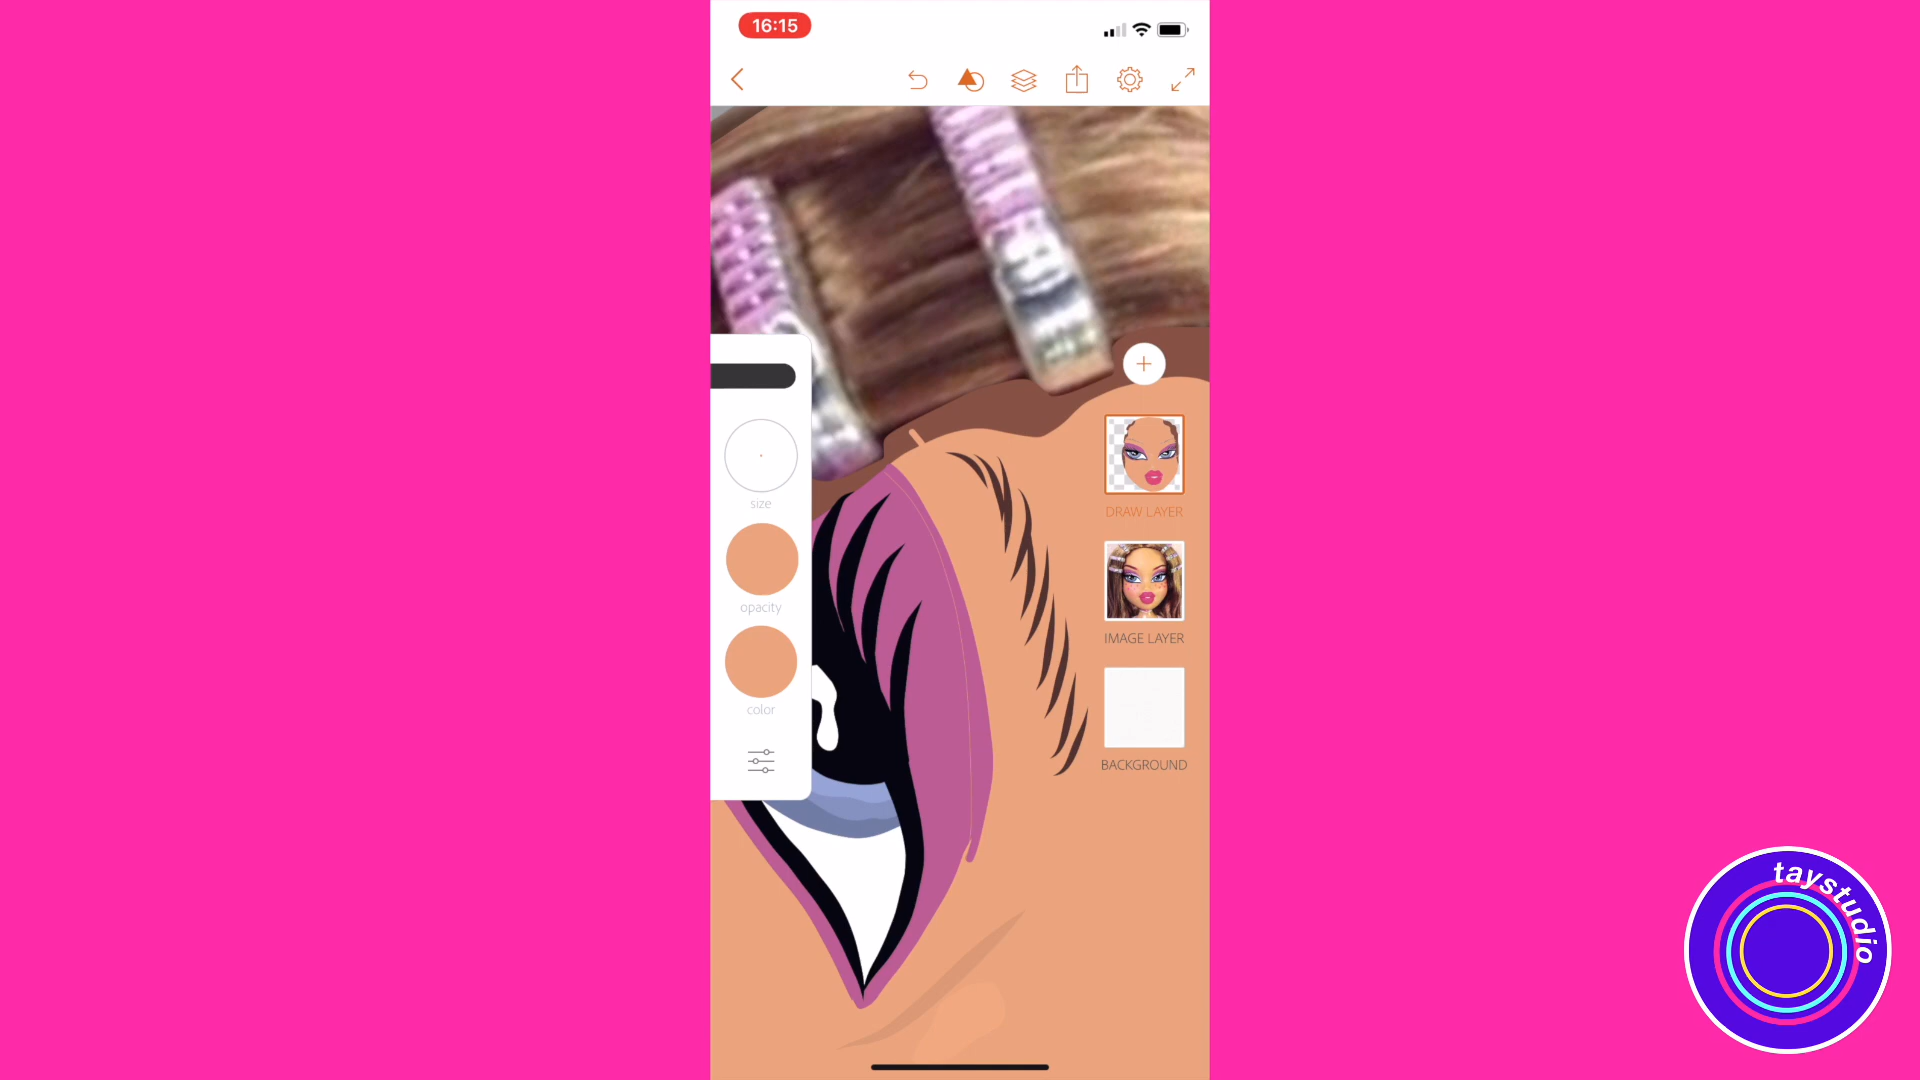 16:15
size
opacity
color
DRAW LAYER
IMAGE LAYER
BACKGROUND
taystudio